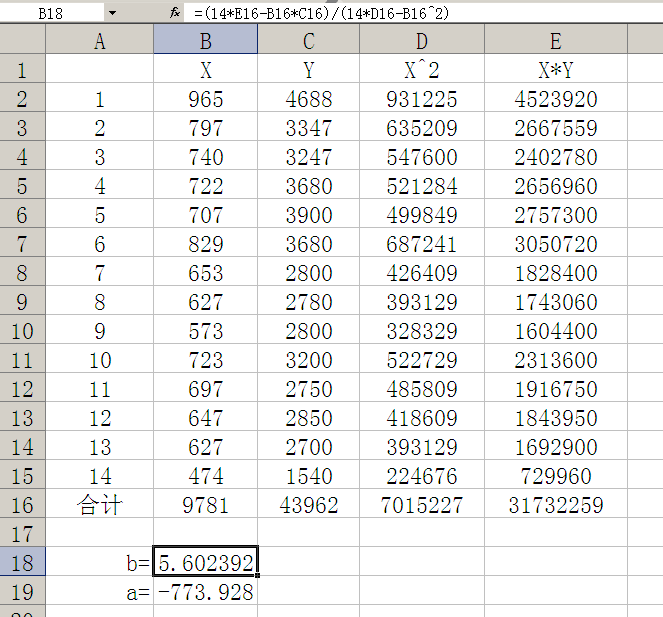 B18 fx =(14*E16-B16*C16)/(14*D16-B16^2)
A B C D E
1 X Y X^2 X*Y
2 1 965 4688 931225 4523920
3 2 797 3347 635209 2667559
4 3 740 3247 547600 2402780
5 4 722 3680 521284 2656960
6 5 707 3900 499849 2757300
7 6 829 3680 687241 3050720
8 7 653 2800 426409 1828400
9 8 627 2780 393129 1743060
10 9 573 2800 328329 1604400
11 10 723 3200 522729 2313600
12 11 697 2750 485809 1916750
13 12 647 2850 418609 1843950
14 13 627 2700 393129 1692900
15 14 474 1540 224676 729960
16 合计 9781 43962 7015227 31732259
17
18 b= 5.602392
19 a= -773.928